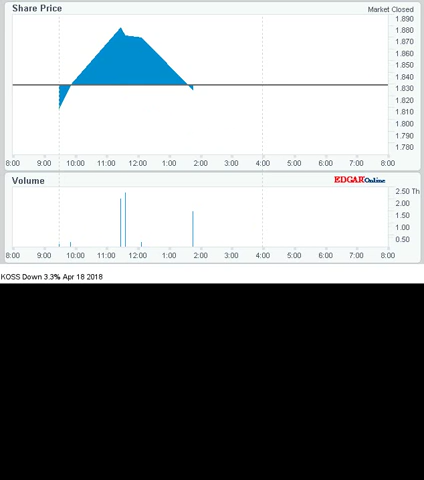 Share Price
Market Closed
1.890
1.880
1.870
1.860
1.850
1.840
1.830
1.820
1.810
1.800
1.790
1.780
8:00 9:00 10:00 11:00 12:00 1:00 2:00 3:00 4:00 5:00 6:00 7:00 8:00
Volume
EDGAROnline
2.50 Th
2.00
1.50
1.00
0.50
8:00 9:00 10:00 11:00 12:00 1:00 2:00 3:00 4:00 5:00 6:00 7:00 8:00
KOSS Down 3.3% Apr 18 2018